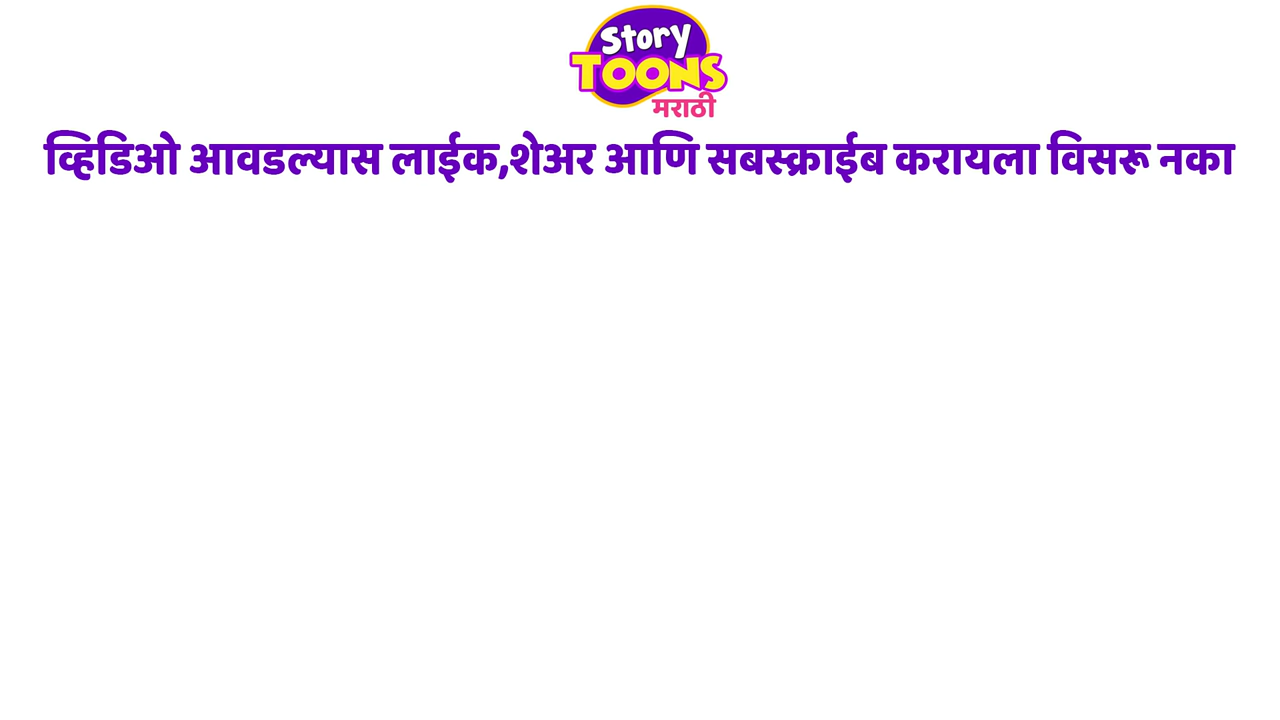 Story
TOONS
मराठी
व्हिडिओ आवडल्यास लाईक,शेअर आणि सबस्क्राईब करायला विसरू नका